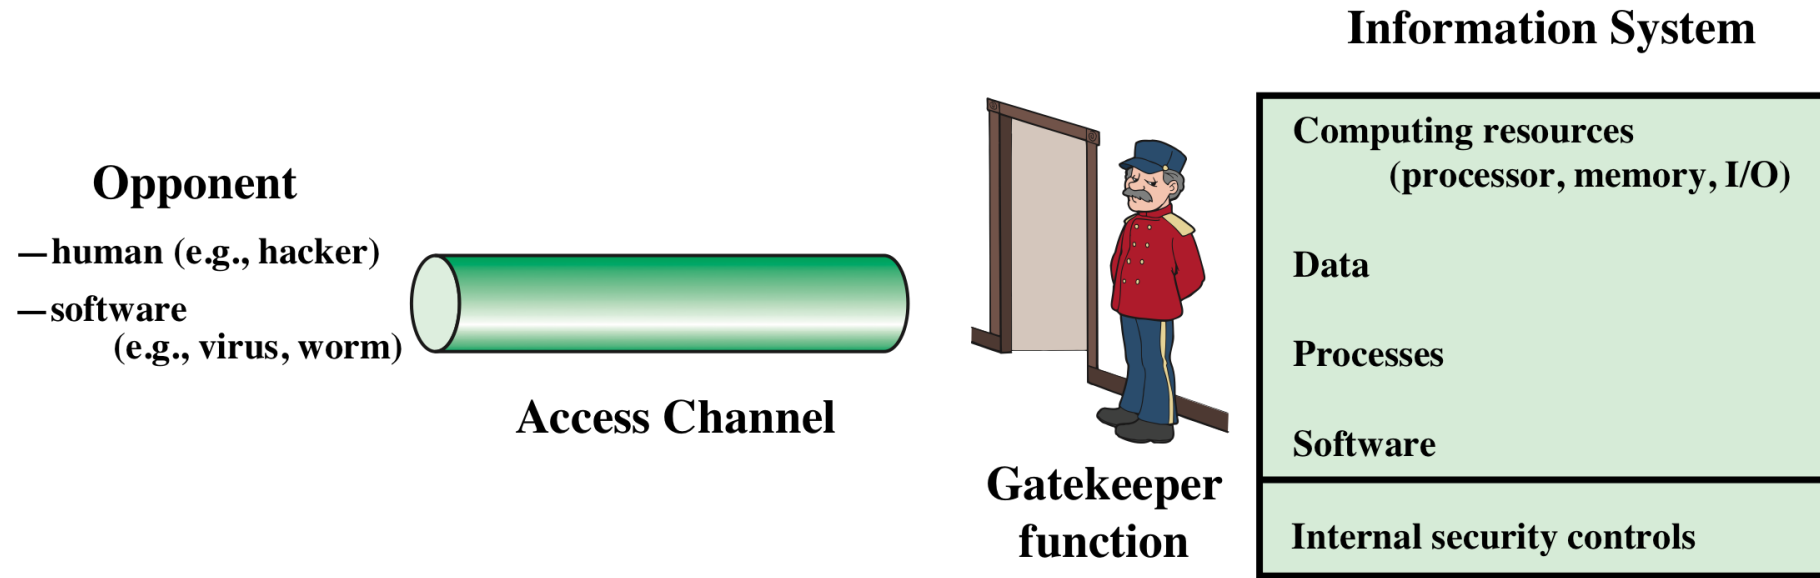 Information System
Opponent
—human (e.g., hacker)
—software
(e.g., virus, worm)
Access Channel
Gatekeeper
function
Computing resources
(processor, memory, I/O)
Data
Processes
Software
Internal security controls